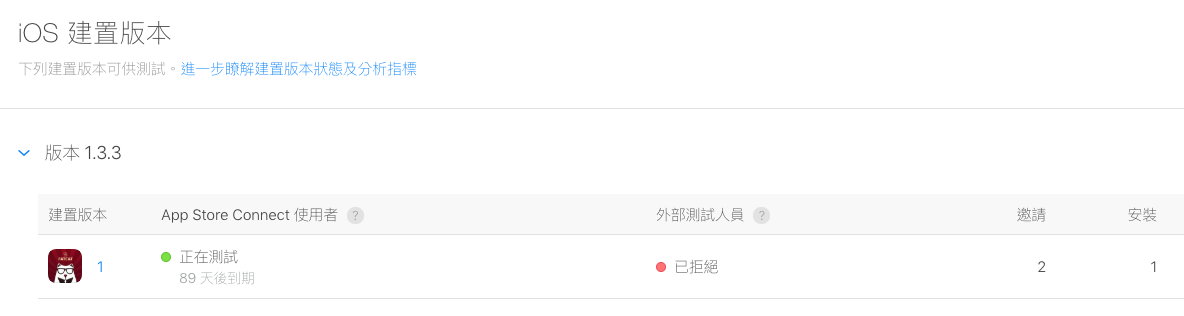 iOS 建置版本
下列建置版本可供測試。進一步瞭解建置版本狀態及分析指標
版本 1.3.3
建置版本 App Store Connect 使用者 ? 外部測試人員 ? 邀請 安裝
1 正在測試 已拒絕 2 1
89 天後到期